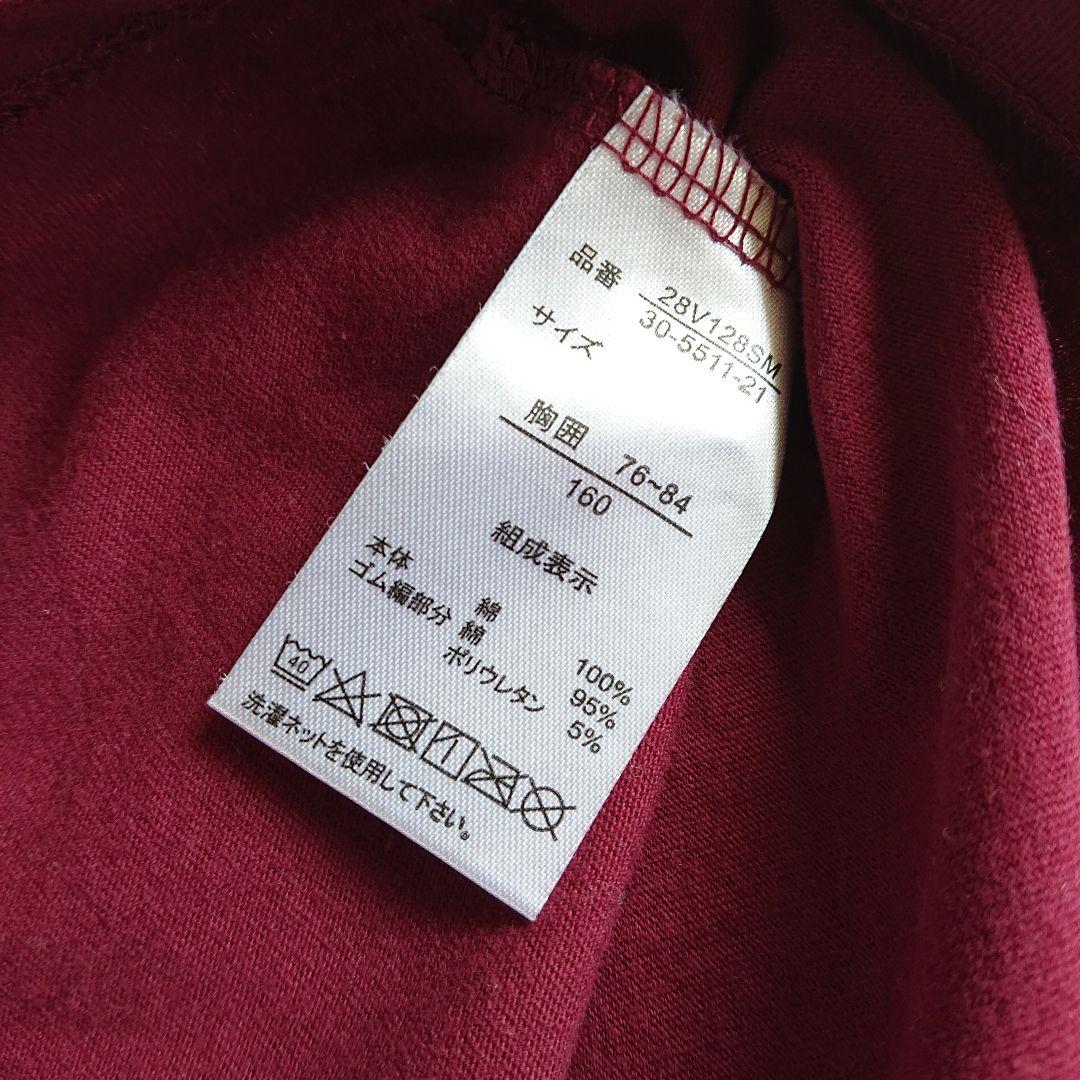 品番 28V128SM
30-5511-21
サイズ
胸囲 76~84
160
組成表示
本体 綿 100%
ゴム編部分 綿 95%
ポリウレタン 5%
40
洗濯ネットを使用して下さい。